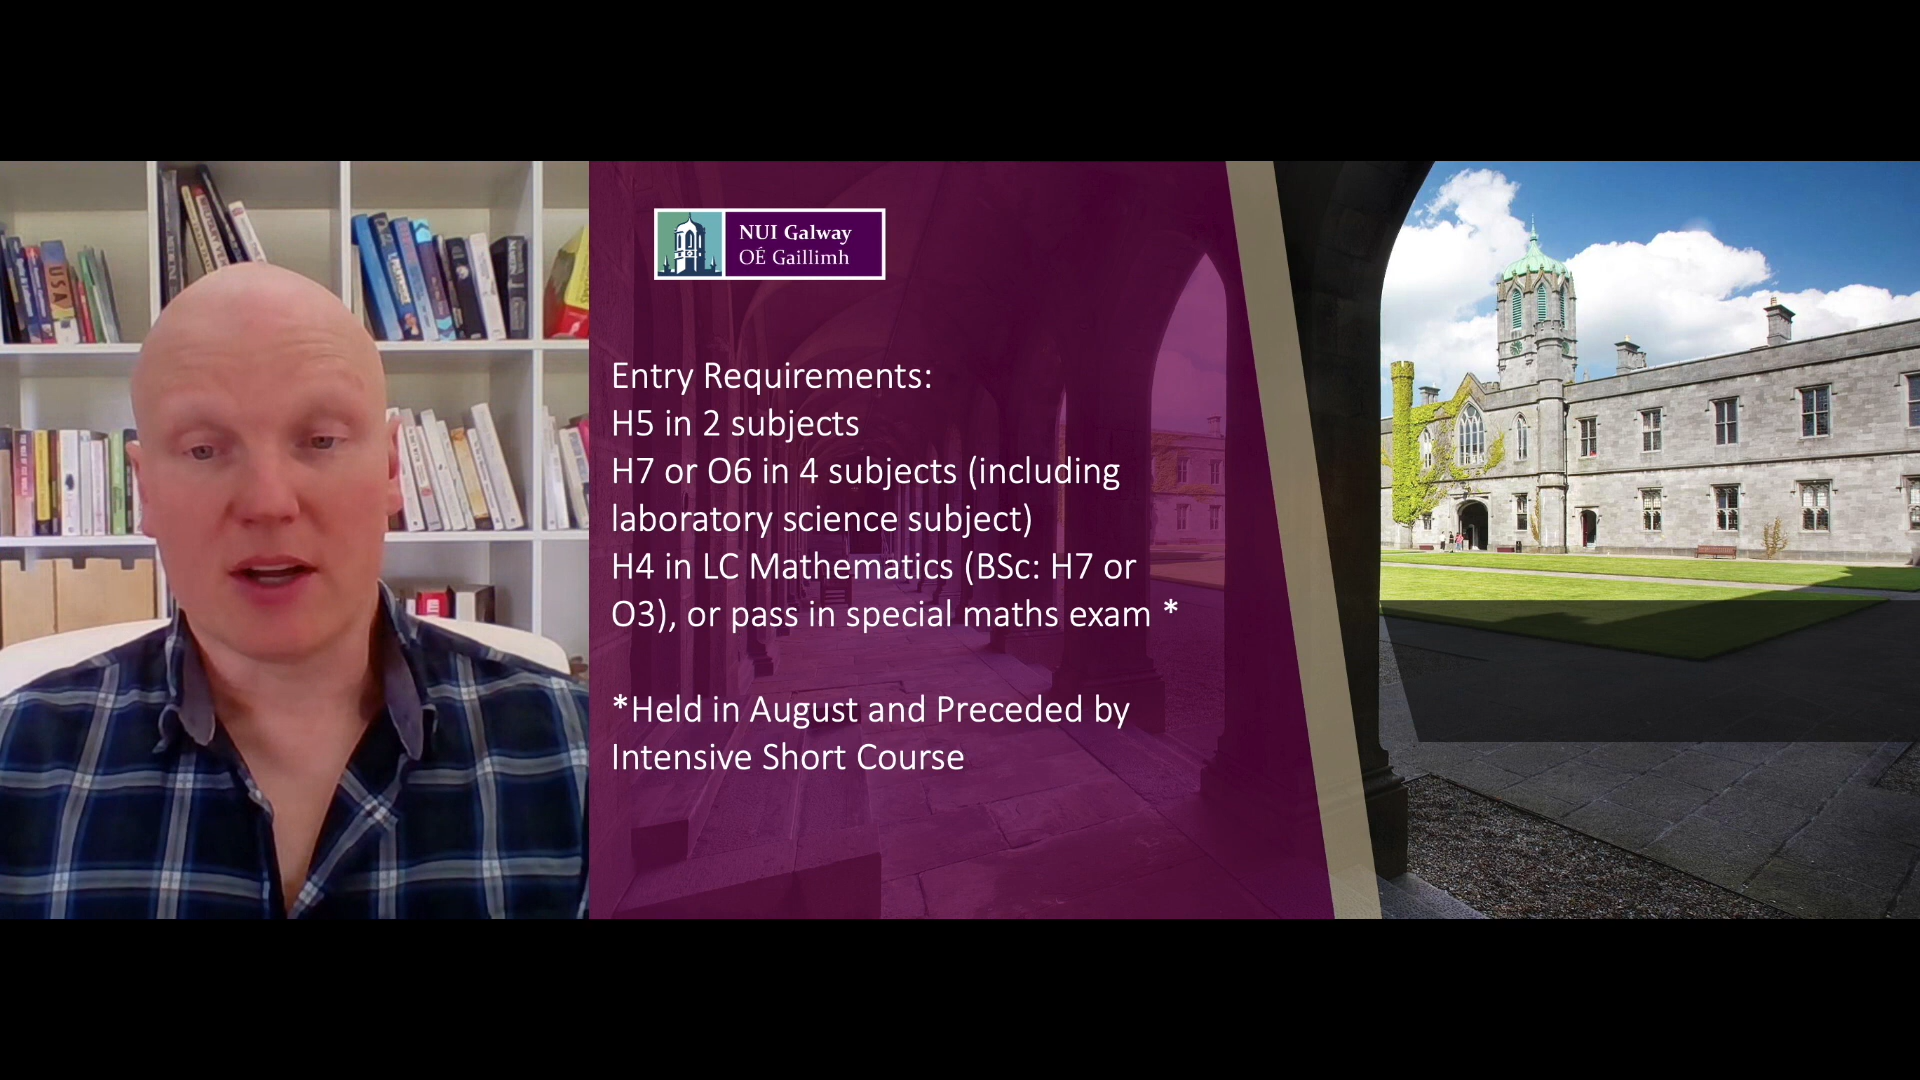 NUI Galway
OÉ Gaillimh
Entry Requirements:
H5 in 2 subjects
H7 or O6 in 4 subjects (including
laboratory science subject)
H4 in LC Mathematics (BSc: H7 or
O3), or pass in special maths exam *
*Held in August and Preceded by
Intensive Short Course
USA